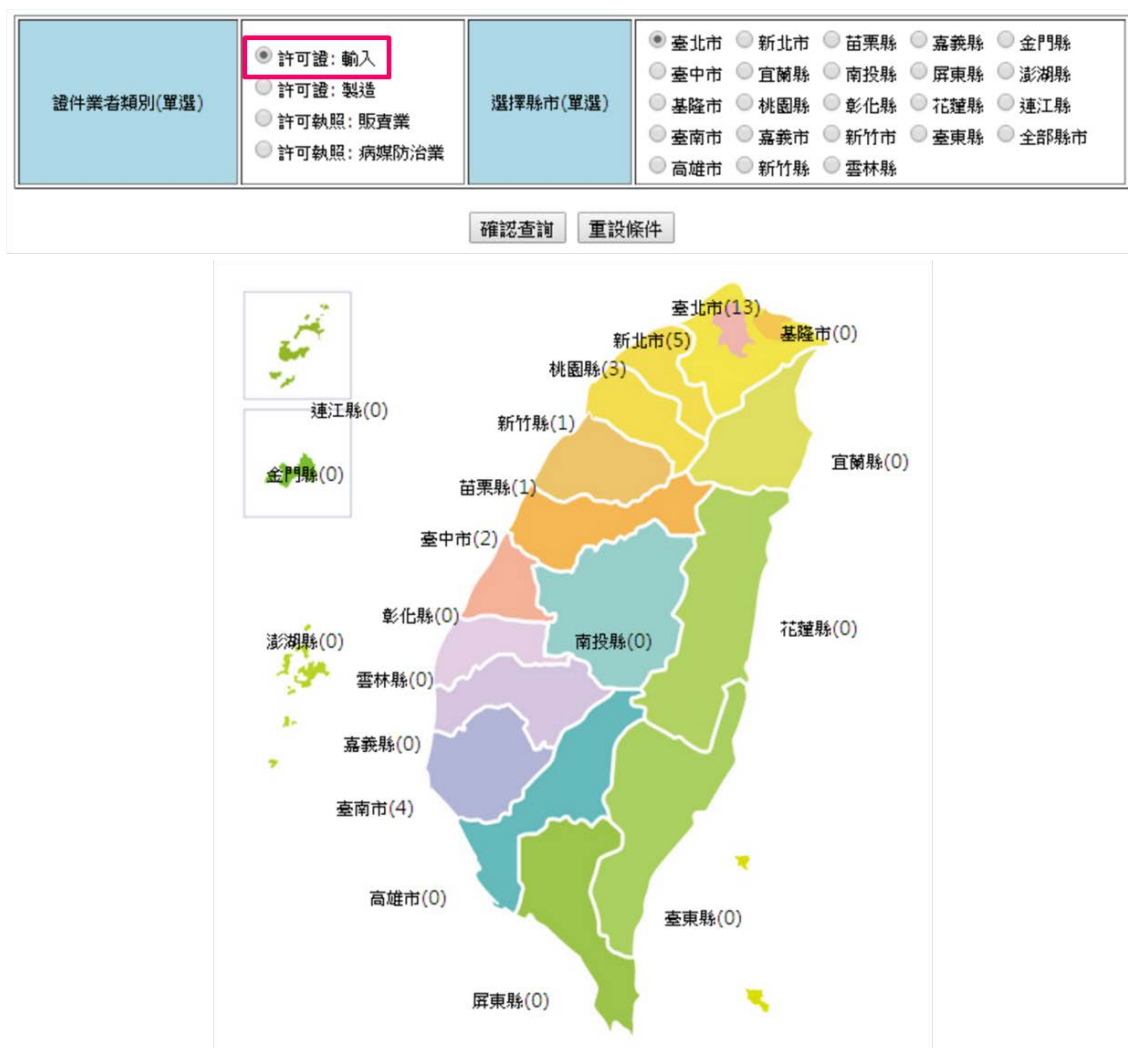 證件業者類別(單選)
許可證: 輸入
許可證: 製造
許可執照: 販賣業
許可執照: 病媒防治業
選擇縣市(單選)
臺北市 新北市 苗栗縣 嘉義縣 金門縣
臺中市 宜蘭縣 南投縣 屏東縣 澎湖縣
基隆市 桃園縣 彰化縣 花蓮縣 連江縣
臺南市 嘉義市 新竹市 臺東縣 全部縣市
高雄市 新竹縣 雲林縣
確認查詢 重設條件
臺北市(13)
基隆市(0)
新北市(5)
桃園縣(3)
連江縣(0)
新竹縣(1)
宜蘭縣(0)
金門縣(0)
苗栗縣(1)
臺中市(2)
彰化縣(0)
花蓮縣(0)
澎湖縣(0)
南投縣(0)
雲林縣(0)
嘉義縣(0)
臺南市(4)
高雄市(0)
臺東縣(0)
屏東縣(0)